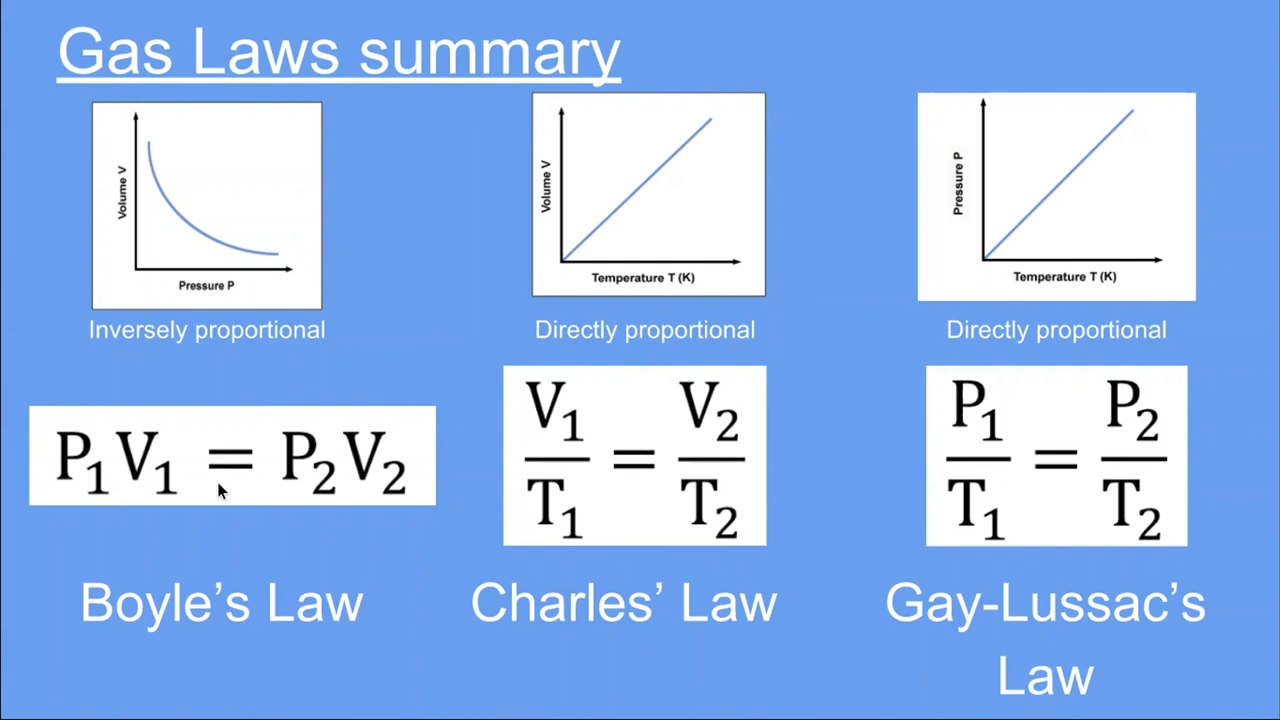 Gas Laws summary
Volume V
Pressure P
Volume V
Temperature T (K)
Pressure P
Temperature T (K)
Inversely proportional
Directly proportional
Directly proportional
P₁V₁ = P₂V₂
V₁/T₁ = V₂/T₂
P₁/T₁ = P₂/T₂
Boyle’s Law
Charles’ Law
Gay-Lussac’s
Law